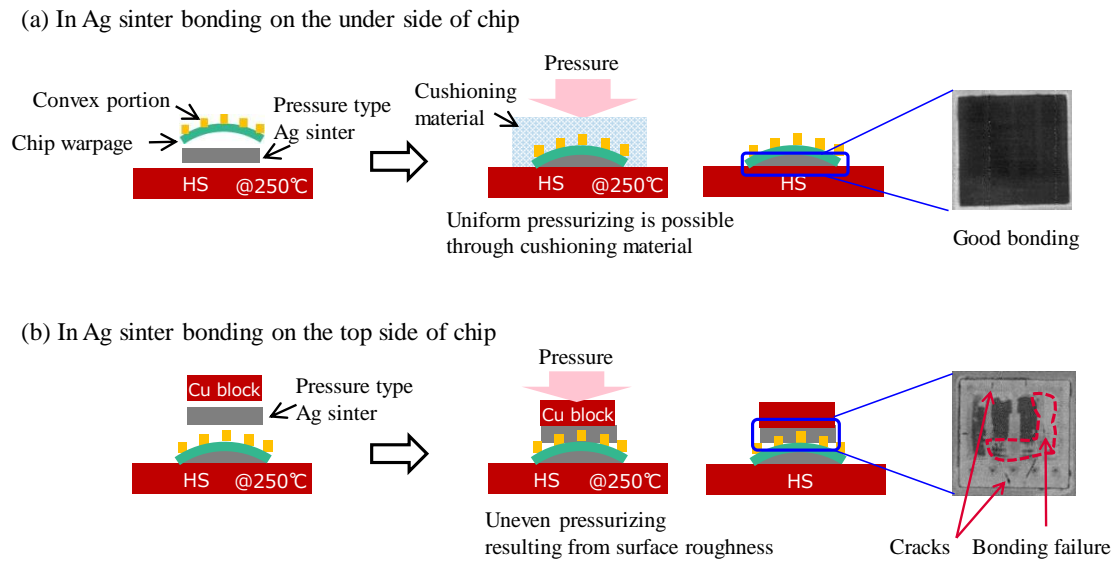 (a) In Ag sinter bonding on the under side of chip
Pressure
Convex portion
Pressure type
Ag sinter
Cushioning
material
Chip warpage
HS @250℃
HS @250℃
HS
Uniform pressurizing is possible
through cushioning material
Good bonding
(b) In Ag sinter bonding on the top side of chip
Pressure
Cu block
Pressure type
Ag sinter
Cu block
HS @250℃
HS @250℃
HS
Uneven pressurizing
resulting from surface roughness
Cracks
Bonding failure